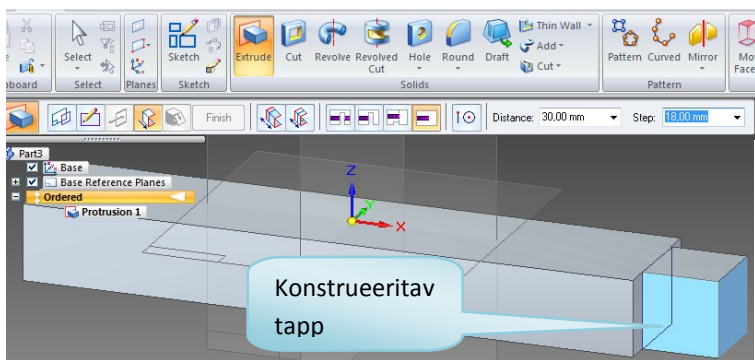 Select
Sketch
Extrude
Cut
Revolve
Revolved
Cut
Hole
Round
Draft
Thin Wall
Add
Cut
Pattern
Curved
Mirror
Select
Planes
Sketch
Solids
Pattern
Finish
Distance: 30,00 mm
Step: 18,00 mm
Part3
Base
Base Reference Planes
Ordered
Protrusion 1
Z
Y
X
Konstrueeritav
tapp